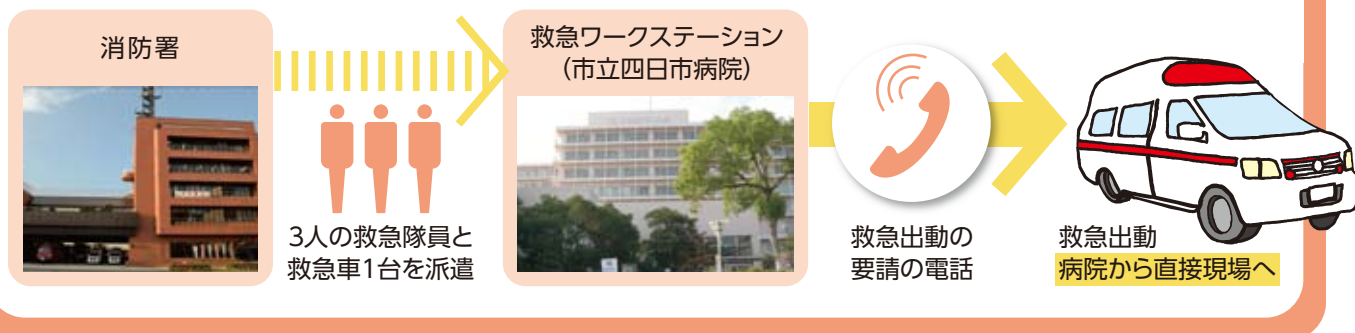 消防署
3人の救急隊員と
救急車1台を派遣
救急ワークステーション
(市立四日市病院)
救急出動の
要請の電話
救急出動
病院から直接現場へ